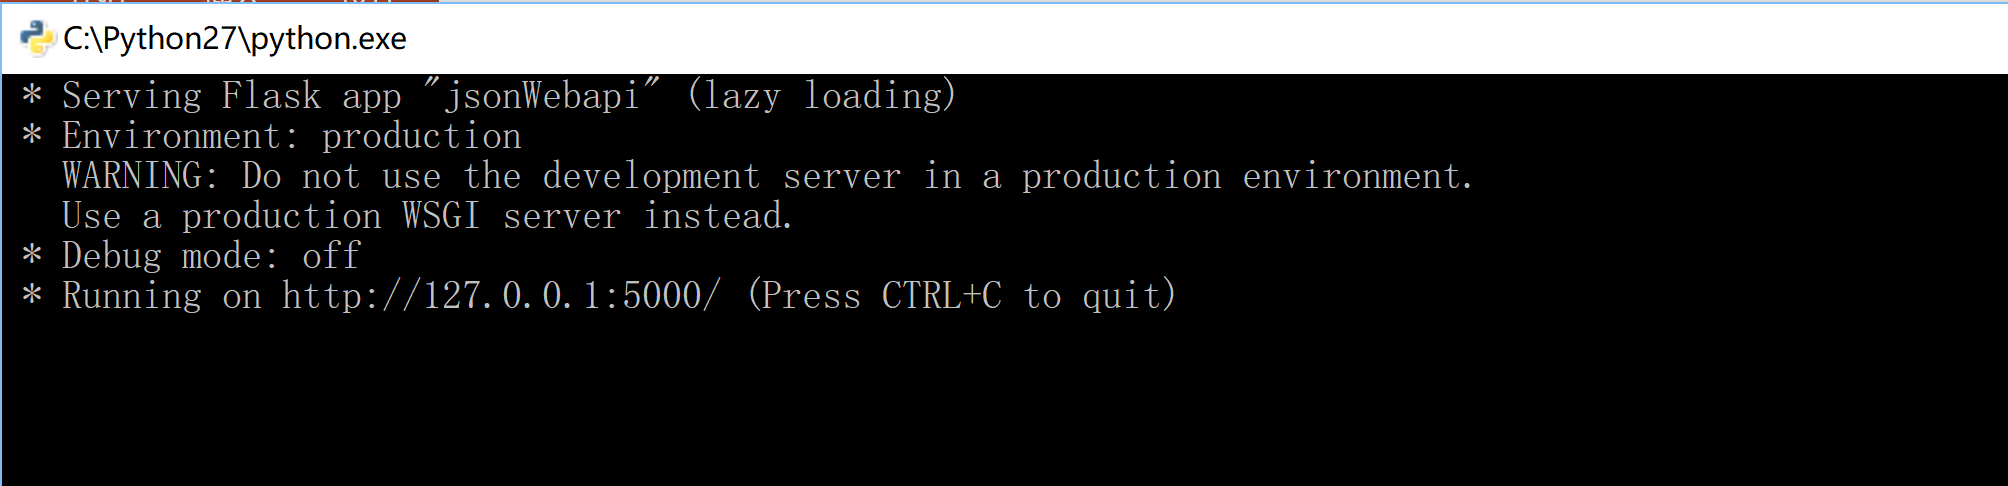 C:\Python27\python.exe
* Serving Flask app "jsonWebapi" (lazy loading)
* Environment: production
WARNING: Do not use the development server in a production environment.
Use a production WSGI server instead.
* Debug mode: off
* Running on http://127.0.0.1:5000/ (Press CTRL+C to quit)